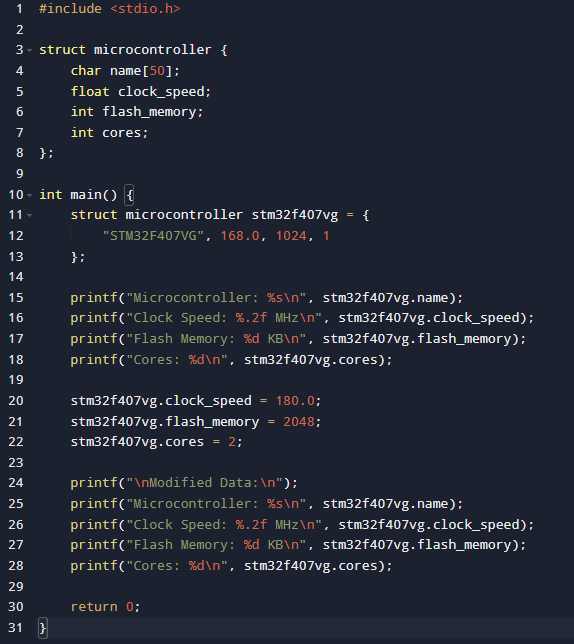 1 #include <stdio.h>
2
3 struct microcontroller {
4     char name[50];
5     float clock_speed;
6     int flash_memory;
7     int cores;
8 };
9
10 int main() {
11     struct microcontroller stm32f407vg = {
12         "STM32F407VG", 168.0, 1024, 1
13     };
14
15     printf("Microcontroller: %s\n", stm32f407vg.name);
16     printf("Clock Speed: %.2f MHz\n", stm32f407vg.clock_speed);
17     printf("Flash Memory: %d KB\n", stm32f407vg.flash_memory);
18     printf("Cores: %d\n", stm32f407vg.cores);
19
20     stm32f407vg.clock_speed = 180.0;
21     stm32f407vg.flash_memory = 2048;
22     stm32f407vg.cores = 2;
23
24     printf("\nModified Data:\n");
25     printf("Microcontroller: %s\n", stm32f407vg.name);
26     printf("Clock Speed: %.2f MHz\n", stm32f407vg.clock_speed);
27     printf("Flash Memory: %d KB\n", stm32f407vg.flash_memory);
28     printf("Cores: %d\n", stm32f407vg.cores);
29
30     return 0;
31 }